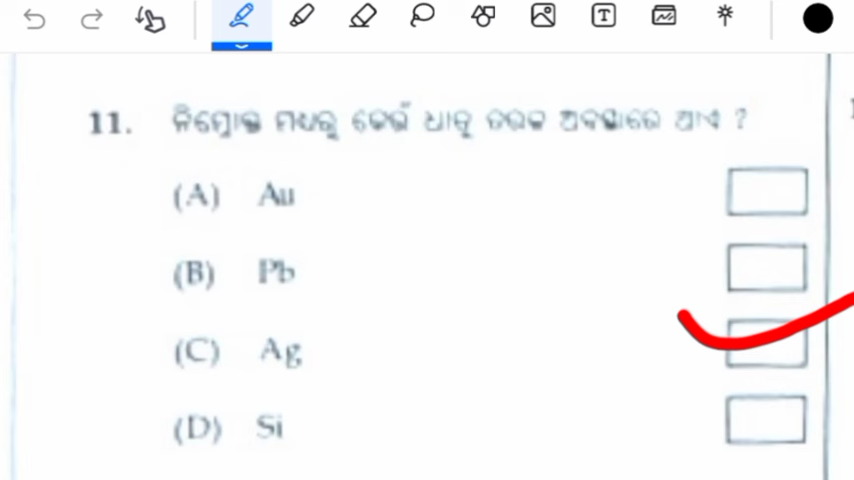 11. ନିମ୍ନୋକ୍ତ ମଧ୍ୟରୁ କେଉଁ ଧାତୁ ତରଳ ଅବସ୍ଥାରେ ଥାଏ ?
(A) Au
(B) Pb
(C) Ag
(D) Si